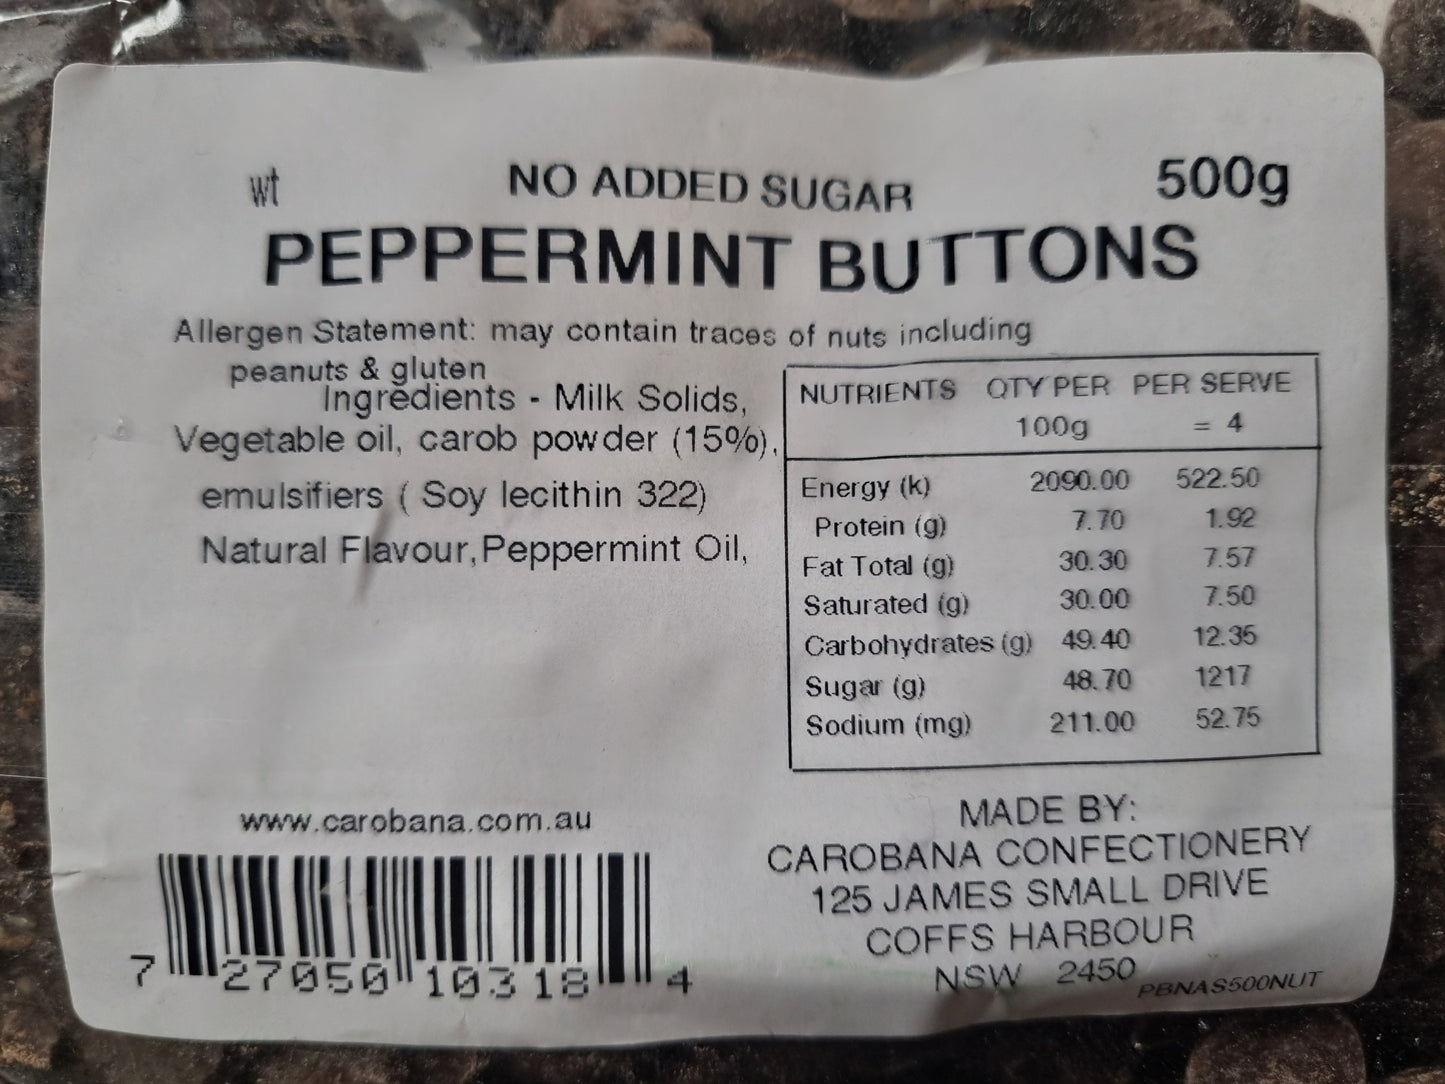 wt
NO ADDED SUGAR
500g
PEPPERMINT BUTTONS
Allergen Statement: may contain traces of nuts including
peanuts & gluten
Ingredients - Milk Solids,
Vegetable oil, carob powder (15%),
emulsifiers ( Soy lecithin 322)
Natural Flavour, Peppermint Oil,
NUTRIENTS QTY PER PER SERVE
100g = 4
Energy (k) 2090.00 522.50
Protein (g) 7.70 1.92
Fat Total (g) 30.30 7.57
Saturated (g) 30.00 7.50
Carbohydrates (g) 49.40 12.35
Sugar (g) 48.70 1217
Sodium (mg) 211.00 52.75
www.carobana.com.au
7 27050 10318 4
MADE BY:
CAROBANA CONFECTIONERY
125 JAMES SMALL DRIVE
COFFS HARBOUR
NSW 2450
PBNAS500NUT